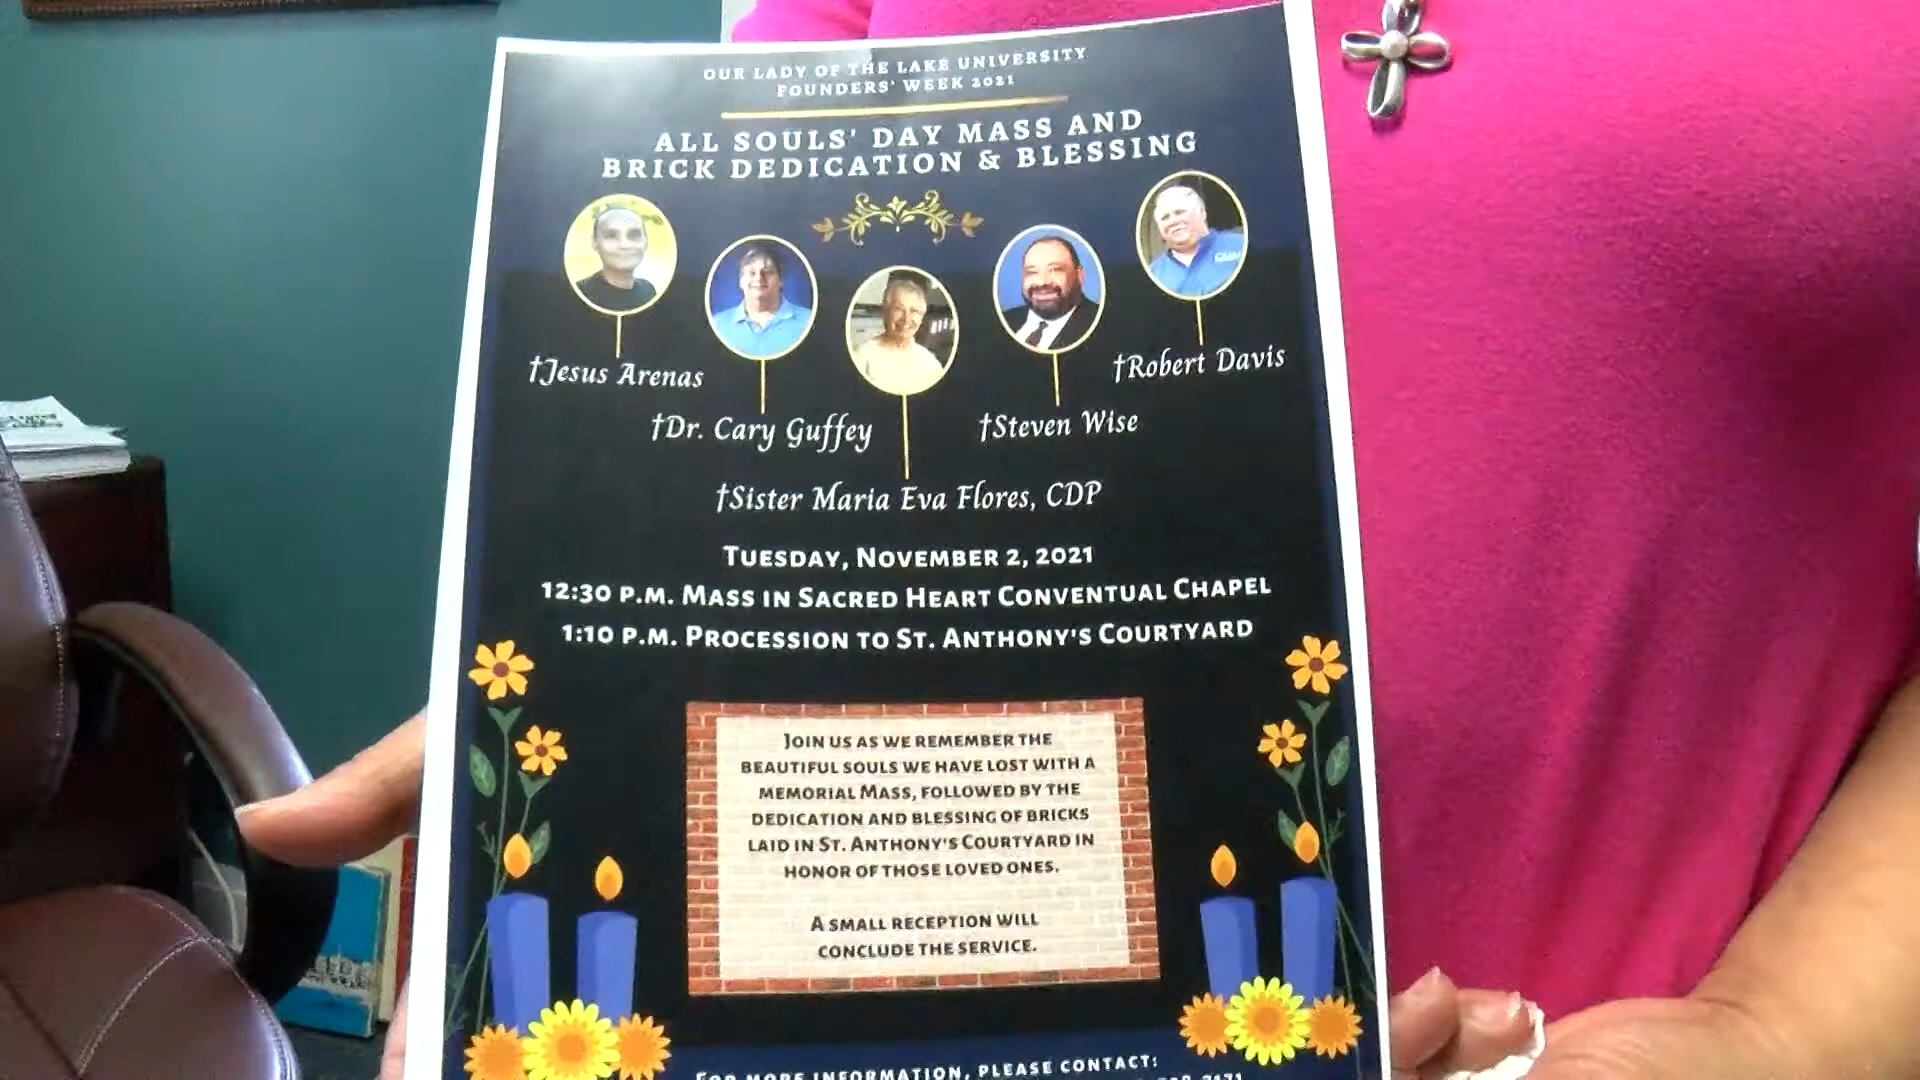 OUR LADY OF THE LAKE UNIVERSITY
FOUNDERS' WEEK 2021
ALL SOULS' DAY MASS AND
BRICK DEDICATION & BLESSING
†Jesus Arenas
†Dr. Cary Guffey
†Sister Maria Eva Flores, CDP
†Steven Wise
†Robert Davis
TUESDAY, NOVEMBER 2, 2021
12:30 P.M. MASS IN SACRED HEART CONVENTUAL CHAPEL
1:10 P.M. PROCESSION TO ST. ANTHONY'S COURTYARD
JOIN US AS WE REMEMBER THE
BEAUTIFUL SOULS WE HAVE LOST WITH A
MEMORIAL MASS, FOLLOWED BY THE
DEDICATION AND BLESSING OF BRICKS
LAID IN ST. ANTHONY'S COURTYARD IN
HONOR OF THOSE LOVED ONES.
A SMALL RECEPTION WILL
CONCLUDE THE SERVICE.
FOR MORE INFORMATION, PLEASE CONTACT: